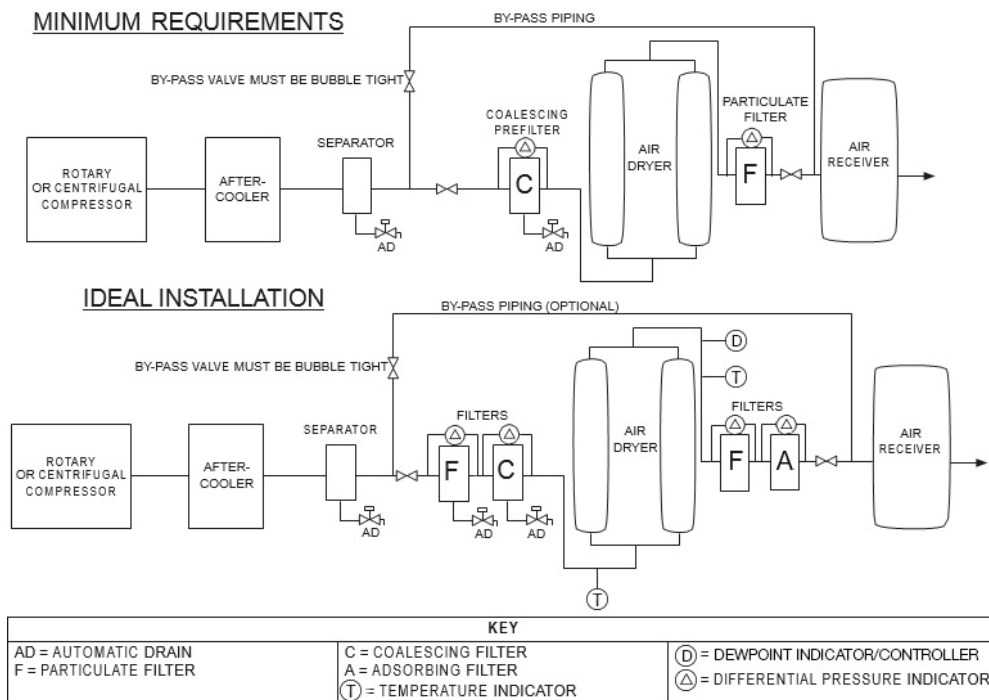 MINIMUM REQUIREMENTS
BY-PASS PIPING
BY-PASS VALVE MUST BE BUBBLE TIGHT
COALESCING
PREFILTER
PARTICULATE
FILTER
SEPARATOR
AIR
DRYER
AIR
RECEIVER
ROTARY
OR CENTRIFUGAL
COMPRESSOR
AFTER-
COOLER
C
F
AD
AD
IDEAL INSTALLATION
BY-PASS PIPING (OPTIONAL)
BY-PASS VALVE MUST BE BUBBLE TIGHT
D
T
SEPARATOR
FILTERS
AIR
DRYER
FILTERS
AIR
RECEIVER
ROTARY
OR CENTRIFUGAL
COMPRESSOR
AFTER-
COOLER
F
C
F
A
AD
AD
AD
T
KEY
AD = AUTOMATIC DRAIN
F = PARTICULATE FILTER
C = COALESCING FILTER
A = ADSORBING FILTER
T = TEMPERATURE INDICATOR
D = DEWPOINT INDICATOR/CONTROLLER
△ = DIFFERENTIAL PRESSURE INDICATOR